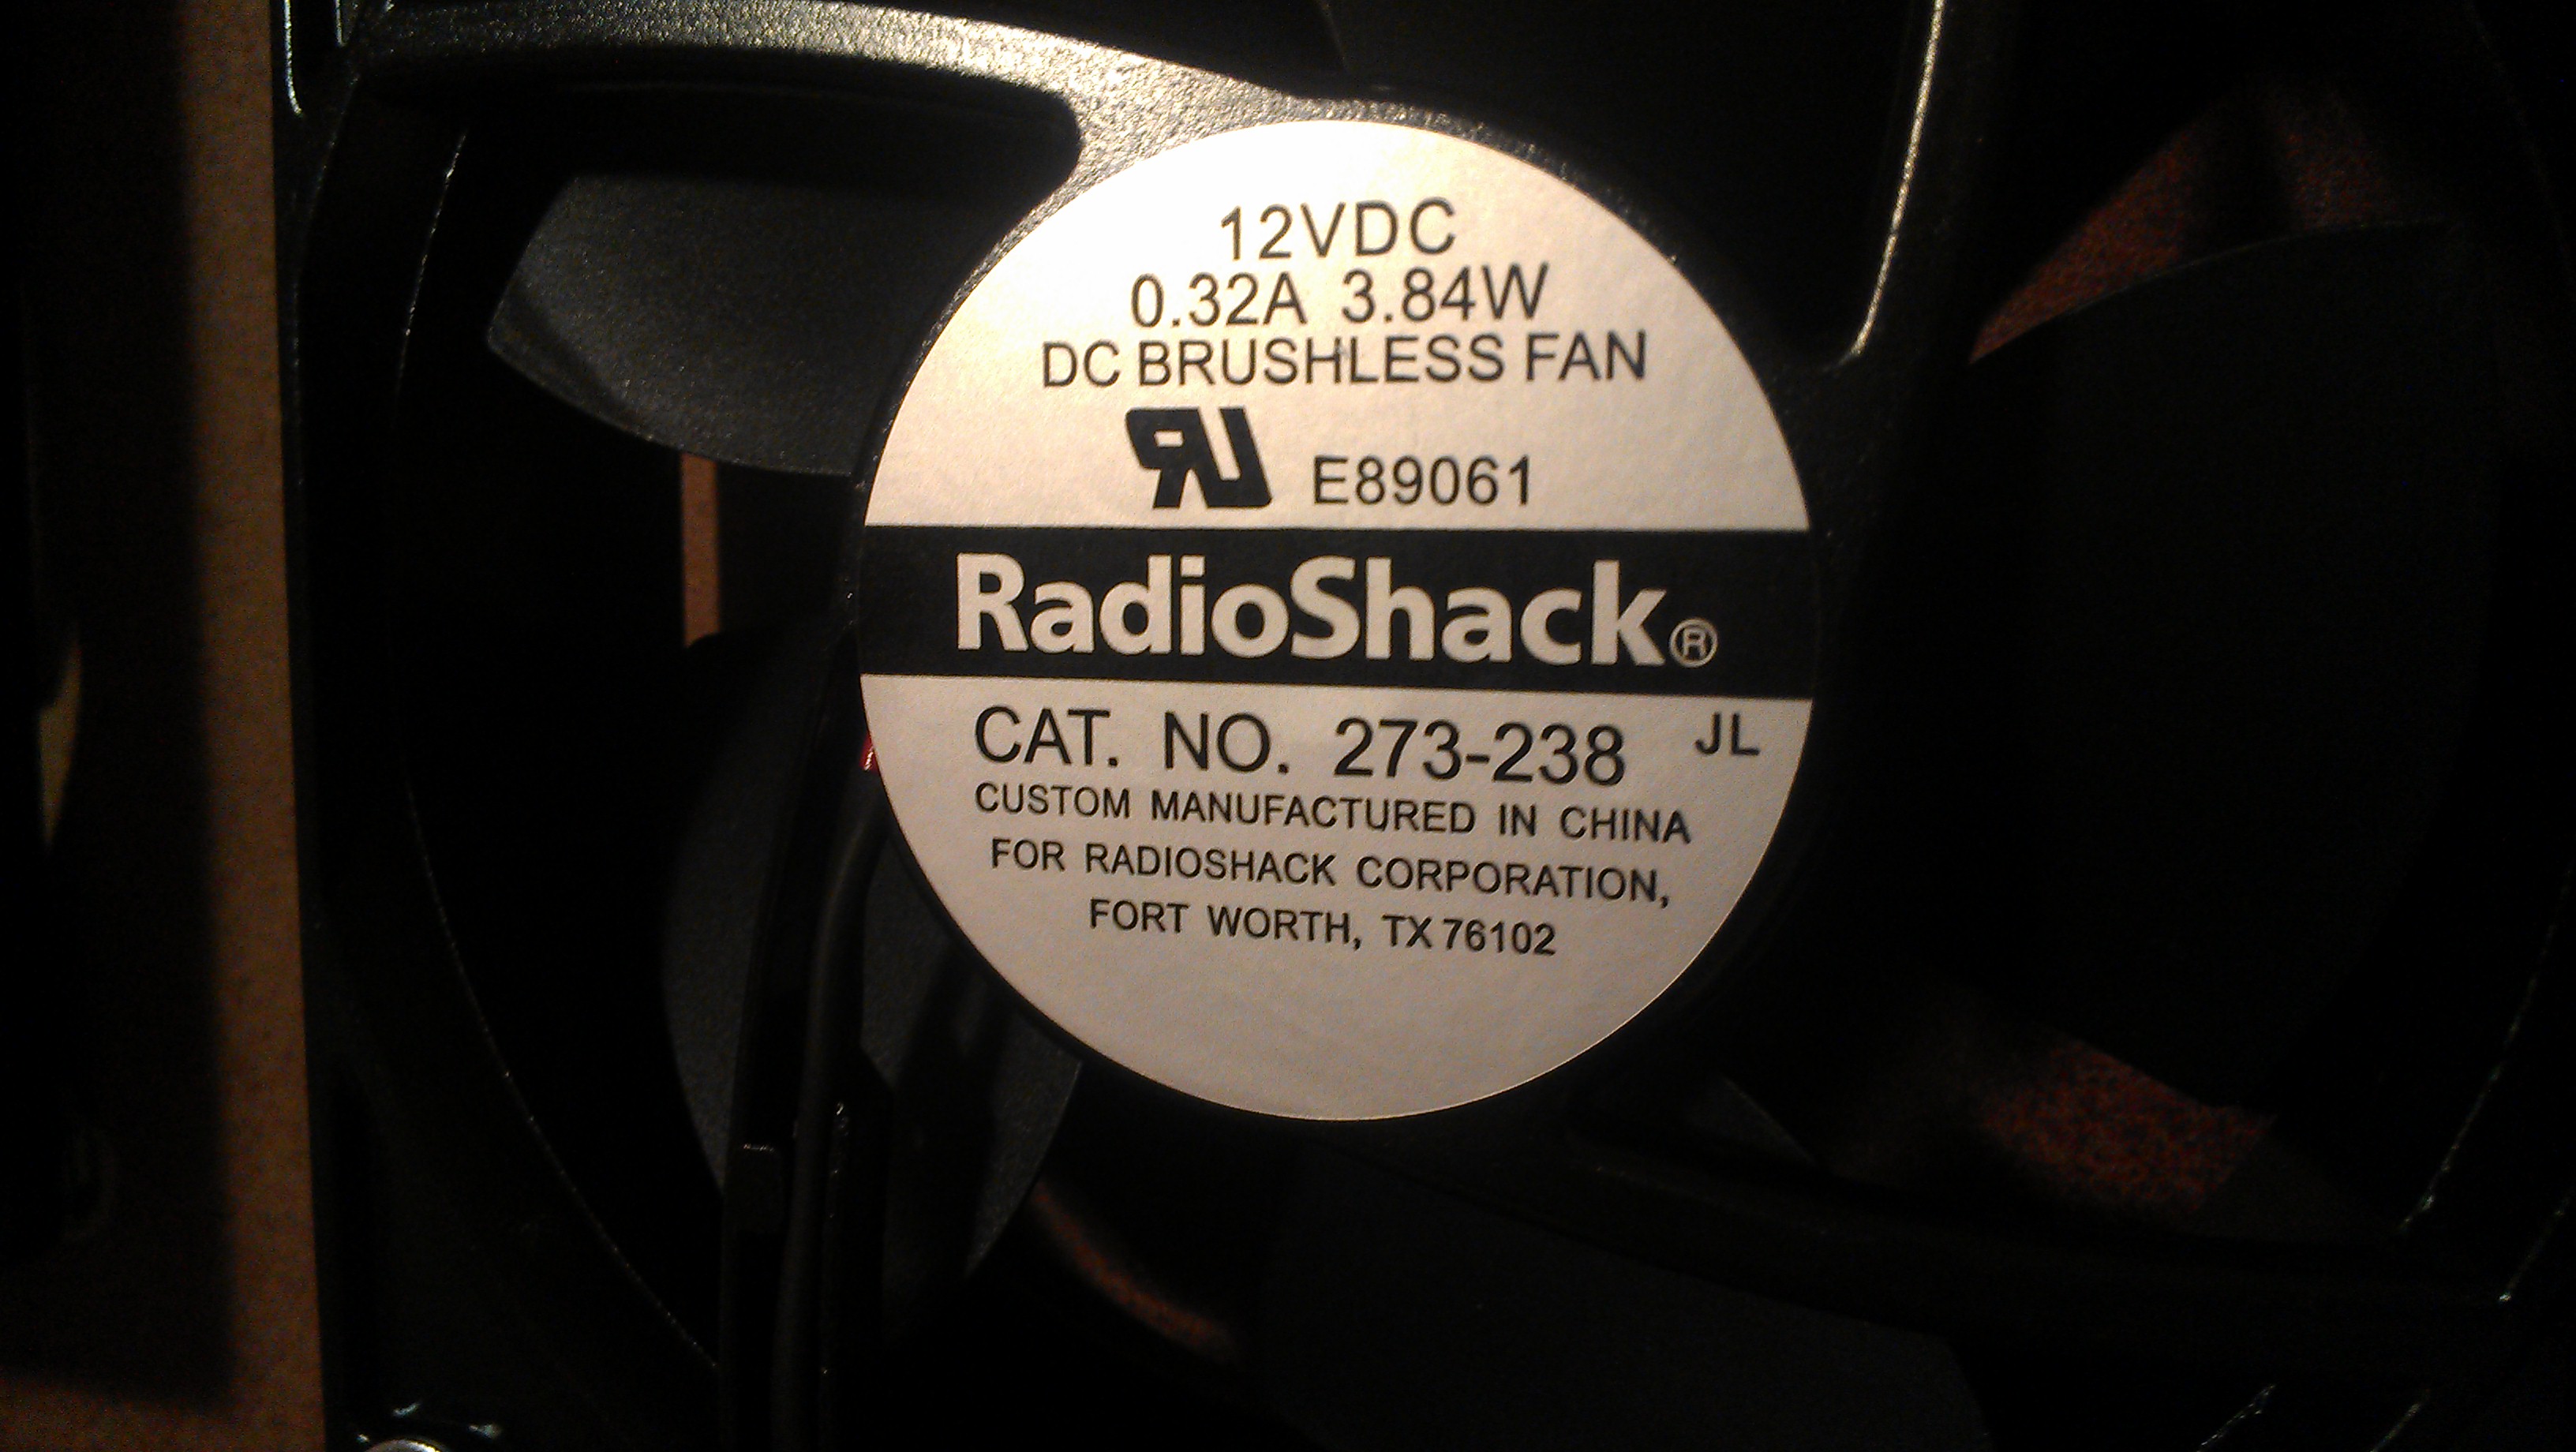 12VDC
0.32A 3.84W
DC BRUSHLESS FAN
RU E89061
RadioShack®
CAT. NO. 273-238 JL
CUSTOM MANUFACTURED IN CHINA
FOR RADIOSHACK CORPORATION,
FORT WORTH, TX 76102